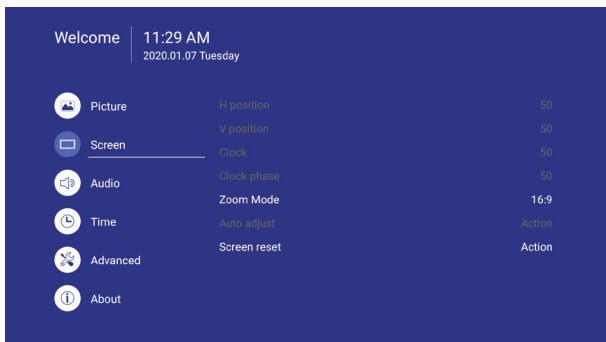 Welcome
11:29 AM
2020.01.07 Tuesday
Picture
Screen
Audio
Time
Advanced
About
H position 50
V position 50
Clock 50
Clock phase 50
Zoom Mode 16:9
Auto adjust Action
Screen reset Action